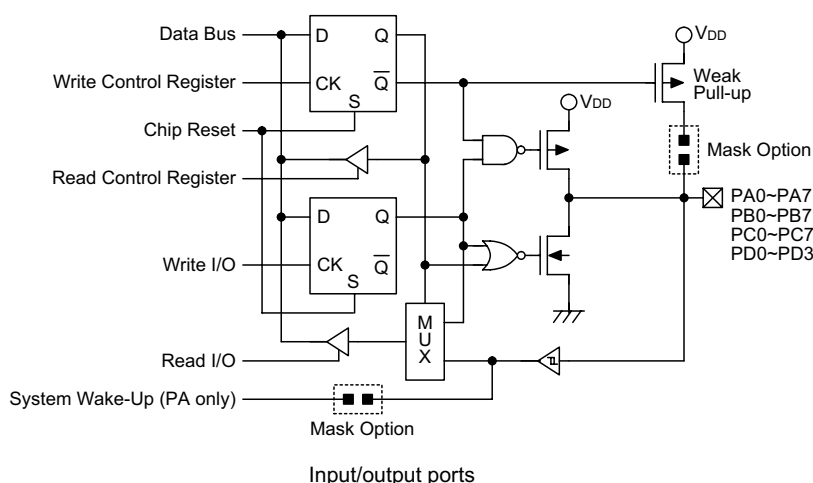 Data Bus
D
Q
VDD
Write Control Register
CK
Q
Weak
Pull-up
S
VDD
Chip Reset
Mask Option
Read Control Register
PA0~PA7
PB0~PB7
PC0~PC7
PD0~PD3
D
Q
Write I/O
CK
Q
S
M
U
X
Read I/O
System Wake-Up (PA only)
Mask Option
Input/output ports